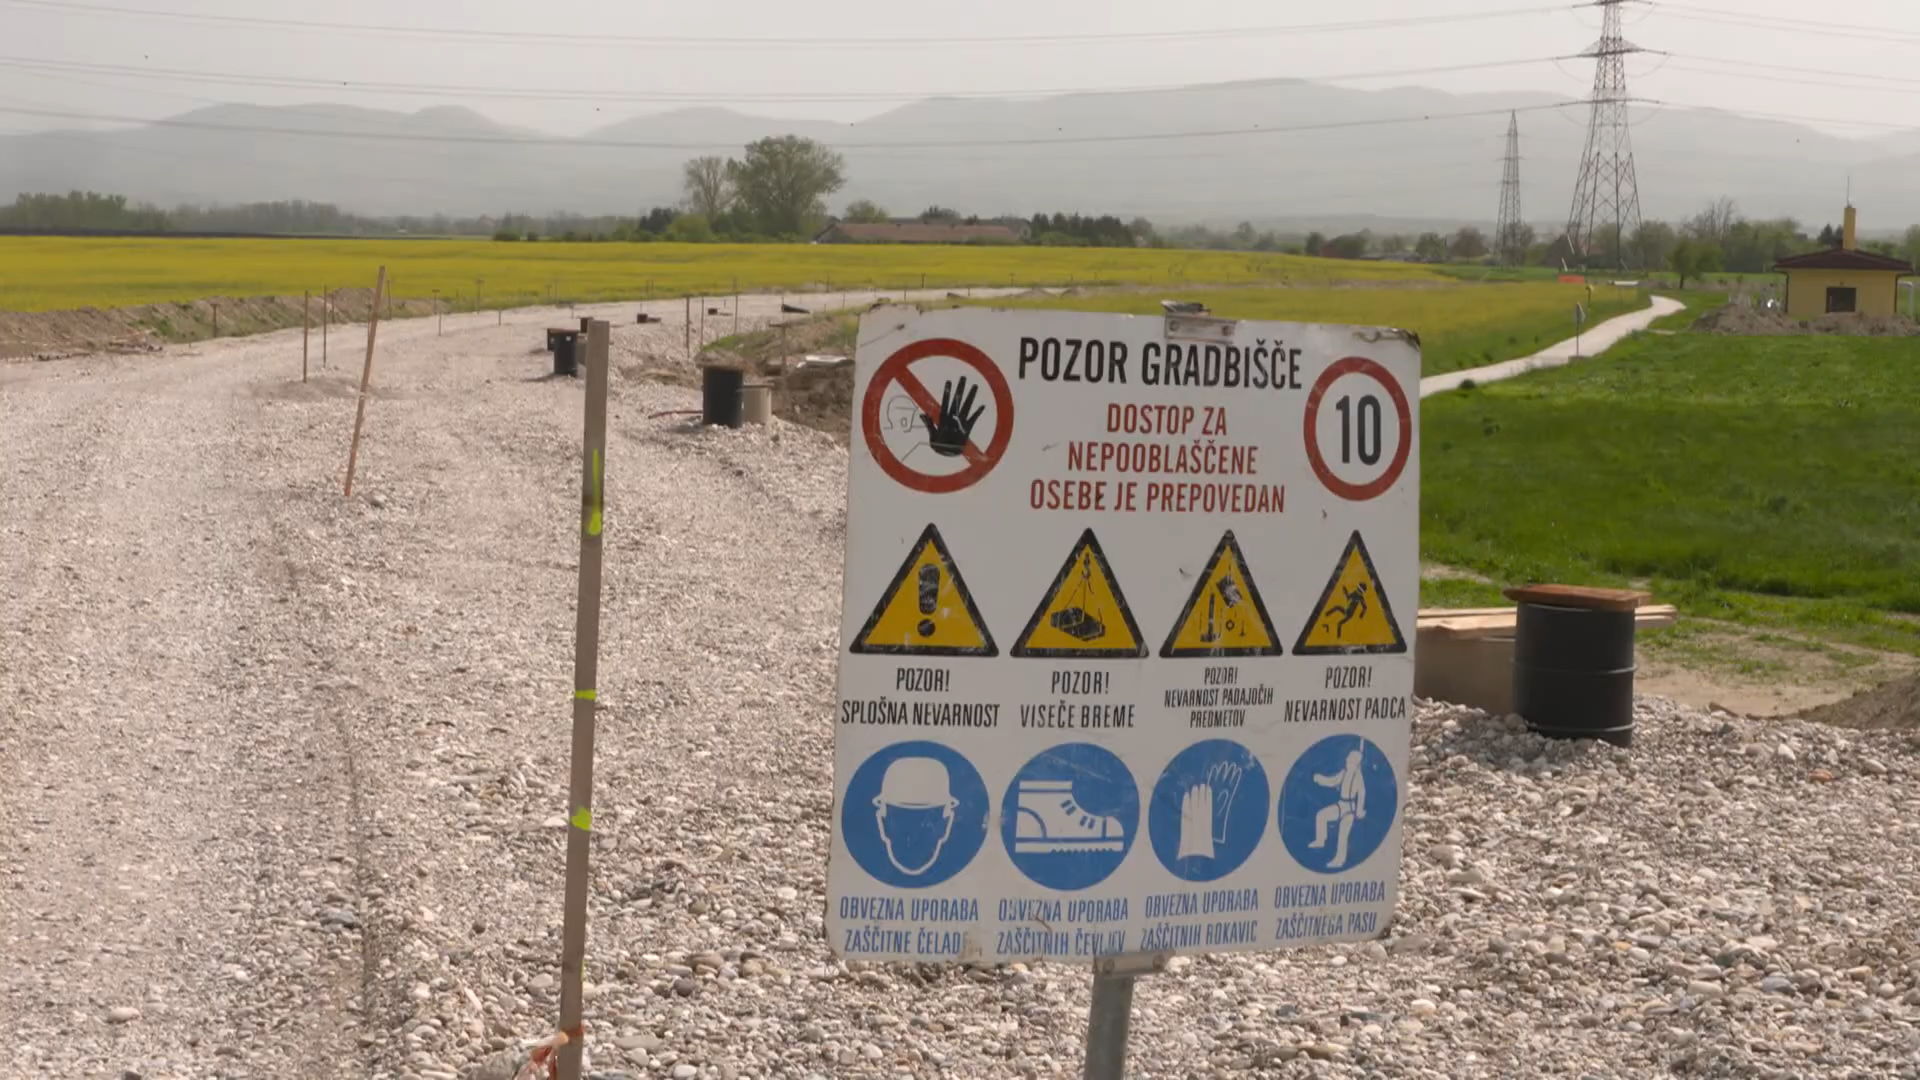 POZOR GRADBIŠČE
DOSTOP ZA
NEPOOBLAŠČENE
OSEBE JE PREPOVEDAN
10
POZOR!
SPLOŠNA NEVARNOST
POZOR!
VISEČE BREME
POZOR!
NEVARNOST PADAJOČIH
PREDMETOV
POZOR!
NEVARNOST PADCA
OBVEZNA UPORABA
ZAŠČITNE ČELADE
OBVEZNA UPORABA
ZAŠČITNIH ČEVLJEV
OBVEZNA UPORABA
ZAŠČITNIH ROKAVIC
OBVEZNA UPORABA
ZAŠČITNEGA PASU